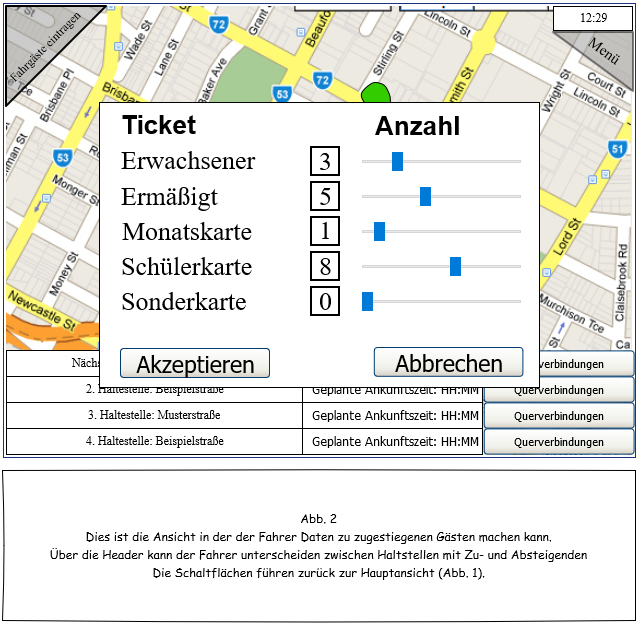 Fahrgäste eintragen
12:29
Menü
Lincoln St
Grant
Beaufo
Wade St
Lane St
Stirling St
72
Baker Ave
72
53
Smith St
Wright St
Court St
Lincoln St
Brisbane Pl
Brisb
53
51
Monger St
Money St
Lord St
Claisebrook Rd
Newcastle St
Murchison Tce
Ticket Anzahl
Erwachsener 3
Ermäßigt 5
Monatskarte 1
Schülerkarte 8
Sonderkarte 0
Akzeptieren Abbrechen
Nächs verbindungen
2. Haltestelle: Beispielstraße Geplante Ankunftszeit: HH:MM Querverbindungen
3. Haltestelle: Musterstraße Geplante Ankunftszeit: HH:MM Querverbindungen
4. Haltestelle: Beispielstraße Geplante Ankunftszeit: HH:MM Querverbindungen
Abb. 2
Dies ist die Ansicht in der der Fahrer Daten zu zugestiegenen Gästen machen kann.
Über die Header kann der Fahrer unterscheiden zwischen Haltstellen mit Zu- und Absteigenden
Die Schaltflächen führen zurück zur Hauptansicht (Abb. 1).